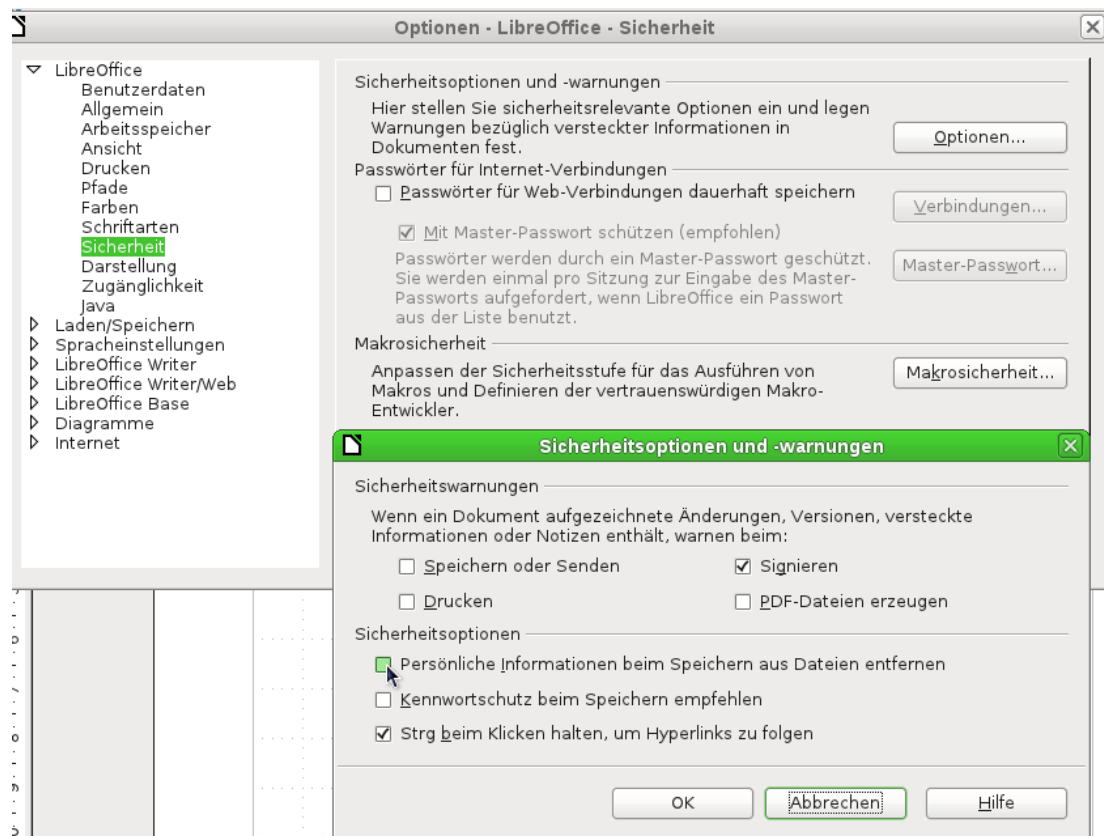 Optionen - LibreOffice - Sicherheit
LibreOffice
Benutzerdaten
Allgemein
Arbeitsspeicher
Ansicht
Drucken
Pfade
Farben
Schriftarten
Sicherheit
Darstellung
Zugänglichkeit
Java
Laden/Speichern
Spracheinstellungen
LibreOffice Writer
LibreOffice Writer/Web
LibreOffice Base
Diagramme
Internet
Sicherheitsoptionen und -warnungen
Hier stellen Sie sicherheitsrelevante Optionen ein und legen
Warnungen bezüglich versteckter Informationen in
Dokumenten fest.
Optionen...
Passwörter für Internet-Verbindungen
Passwörter für Web-Verbindungen dauerhaft speichern
Verbindungen...
Mit Master-Passwort schützen (empfohlen)
Passwörter werden durch ein Master-Passwort geschützt.
Sie werden einmal pro Sitzung zur Eingabe des Master-
Passworts aufgefordert, wenn LibreOffice ein Passwort
aus der Liste benutzt.
Master-Passwort...
Makrosicherheit
Anpassen der Sicherheitsstufe für das Ausführen von
Makros und Definieren der vertrauenswürdigen Makro-
Entwickler.
Makrosicherheit...
Sicherheitsoptionen und -warnungen
Sicherheitswarnungen
Wenn ein Dokument aufgezeichnete Änderungen, Versionen, versteckte
Informationen oder Notizen enthält, warnen beim:
Speichern oder Senden
Signieren
Drucken
PDF-Dateien erzeugen
Sicherheitsoptionen
Persönliche Informationen beim Speichern aus Dateien entfernen
Kennwortschutz beim Speichern empfehlen
Strg beim Klicken halten, um Hyperlinks zu folgen
OK
Abbrechen
Hilfe